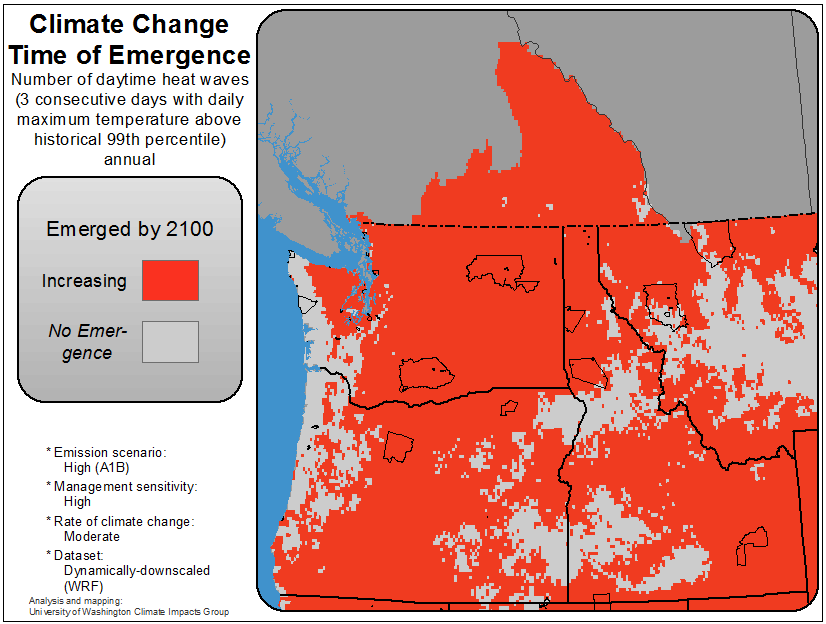 Climate Change
Time of Emergence
Number of daytime heat waves
(3 consecutive days with daily
maximum temperature above
historical 99th percentile)
annual
Emerged by 2100
Increasing
No Emer-
gence
* Emission scenario:
High (A1B)
* Management sensitivity:
High
* Rate of climate change:
Moderate
* Dataset:
Dynamically-downscaled
(WRF)
Analysis and mapping:
University of Washington Climate Impacts Group